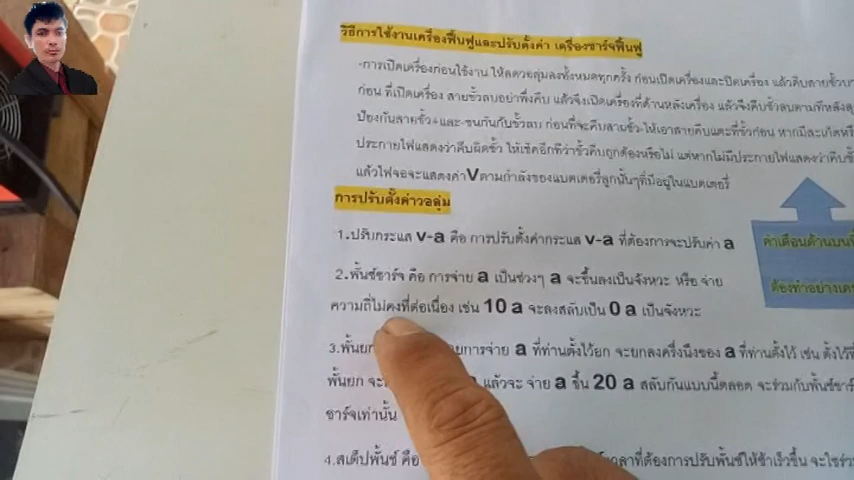 วิธีการใช้งานเครื่องฟื้นฟูและปรับตั้งค่า เครื่องชาร์จฟื้นฟู
-การเปิดเครื่องก่อนใช้งาน ให้ลดวอลุ่มลงทั้งหมดทุกครั้ง ก่อนเปิดเครื่องและปิดเครื่อง แล้วคีบสายขั้วบว
ก่อน ที่เปิดเครื่อง สายขั้วลบอย่าพึ่งคีบ แล้วจึงเปิดเครื่องที่ด้านหลังเครื่อง แล้วจึงคีบขั้วลบตามทีหลัง
ป้องกันสายขั้ว+และ-ชนกันกับขั้วลบ ก่อนที่จะคีบสายขั้ว-ให้เอาสายคีบแตะที่ขั้วก่อน หากมีสะเก็ดหรือ
ประกายไฟแสดงว่าคีบผิดขั้ว ให้เช็คอีกทีว่าขั้วคีบถูกต้องหรือไม่ แต่หากไม่มีประกายไฟแสดงว่าคีบ
แล้วไฟจอจะแสดงค่าVตามกำลังของแบตเตอรี่ลูกนั้นๆที่มีอยู่ในแบตเตอรี่
การปรับตั้งค่าวอลุ่ม
1.ปรับกระแส v-a คือ การปรับตั้งค่ากระแส v-a ที่ต้องการจะปรับค่า a
2.พั้นซ์ชาร์จ คือ การจ่าย a เป็นช่วงๆ a จะขึ้นลงเป็นจังหวะ หรือ จ่าย
ความถี่ไม่คงที่ต่อเนื่อง เช่น 10 a จะลงสลับเป็น 0 a เป็นจังหวะ
3.พั้นยก การจ่าย a ที่ท่านตั้งไว้ยก จะยกลงครึ่งนึงของ a ที่ท่านตั้งไว้ เช่น ตั้งไว้ที่
พั้นยก แล้วจะ จ่าย a ขึ้น 20 a สลับกันแบบนี้ตลอด จะร่วมกับพั้นซ์ชาร์
ชาร์จเท่านั้น
4.สเต็ปพั้นซ์ คือ ที่ต้องการปรับพั้นซ์ให้ช้าเร็วขึ้น จะใช
ค่าเตือนด้านบน
ทำอย่าง